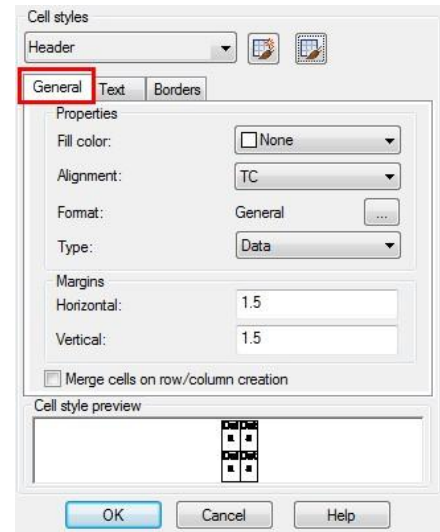 Cell styles
Header
General Text Borders
Properties
Fill color: None
Alignment: TC
Format: General ...
Type: Data
Margins
Horizontal: 1.5
Vertical: 1.5
Merge cells on row/column creation
Cell style preview
OK Cancel Help